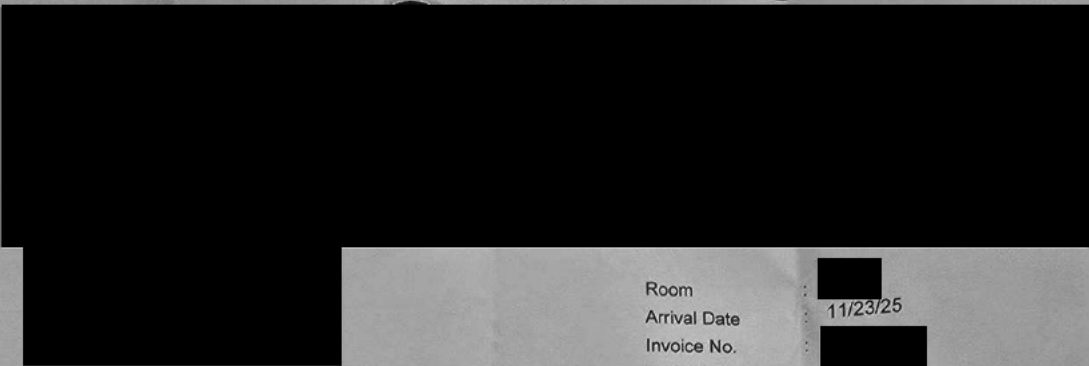 Room :
Arrival Date : 11/23/25
Invoice No. :